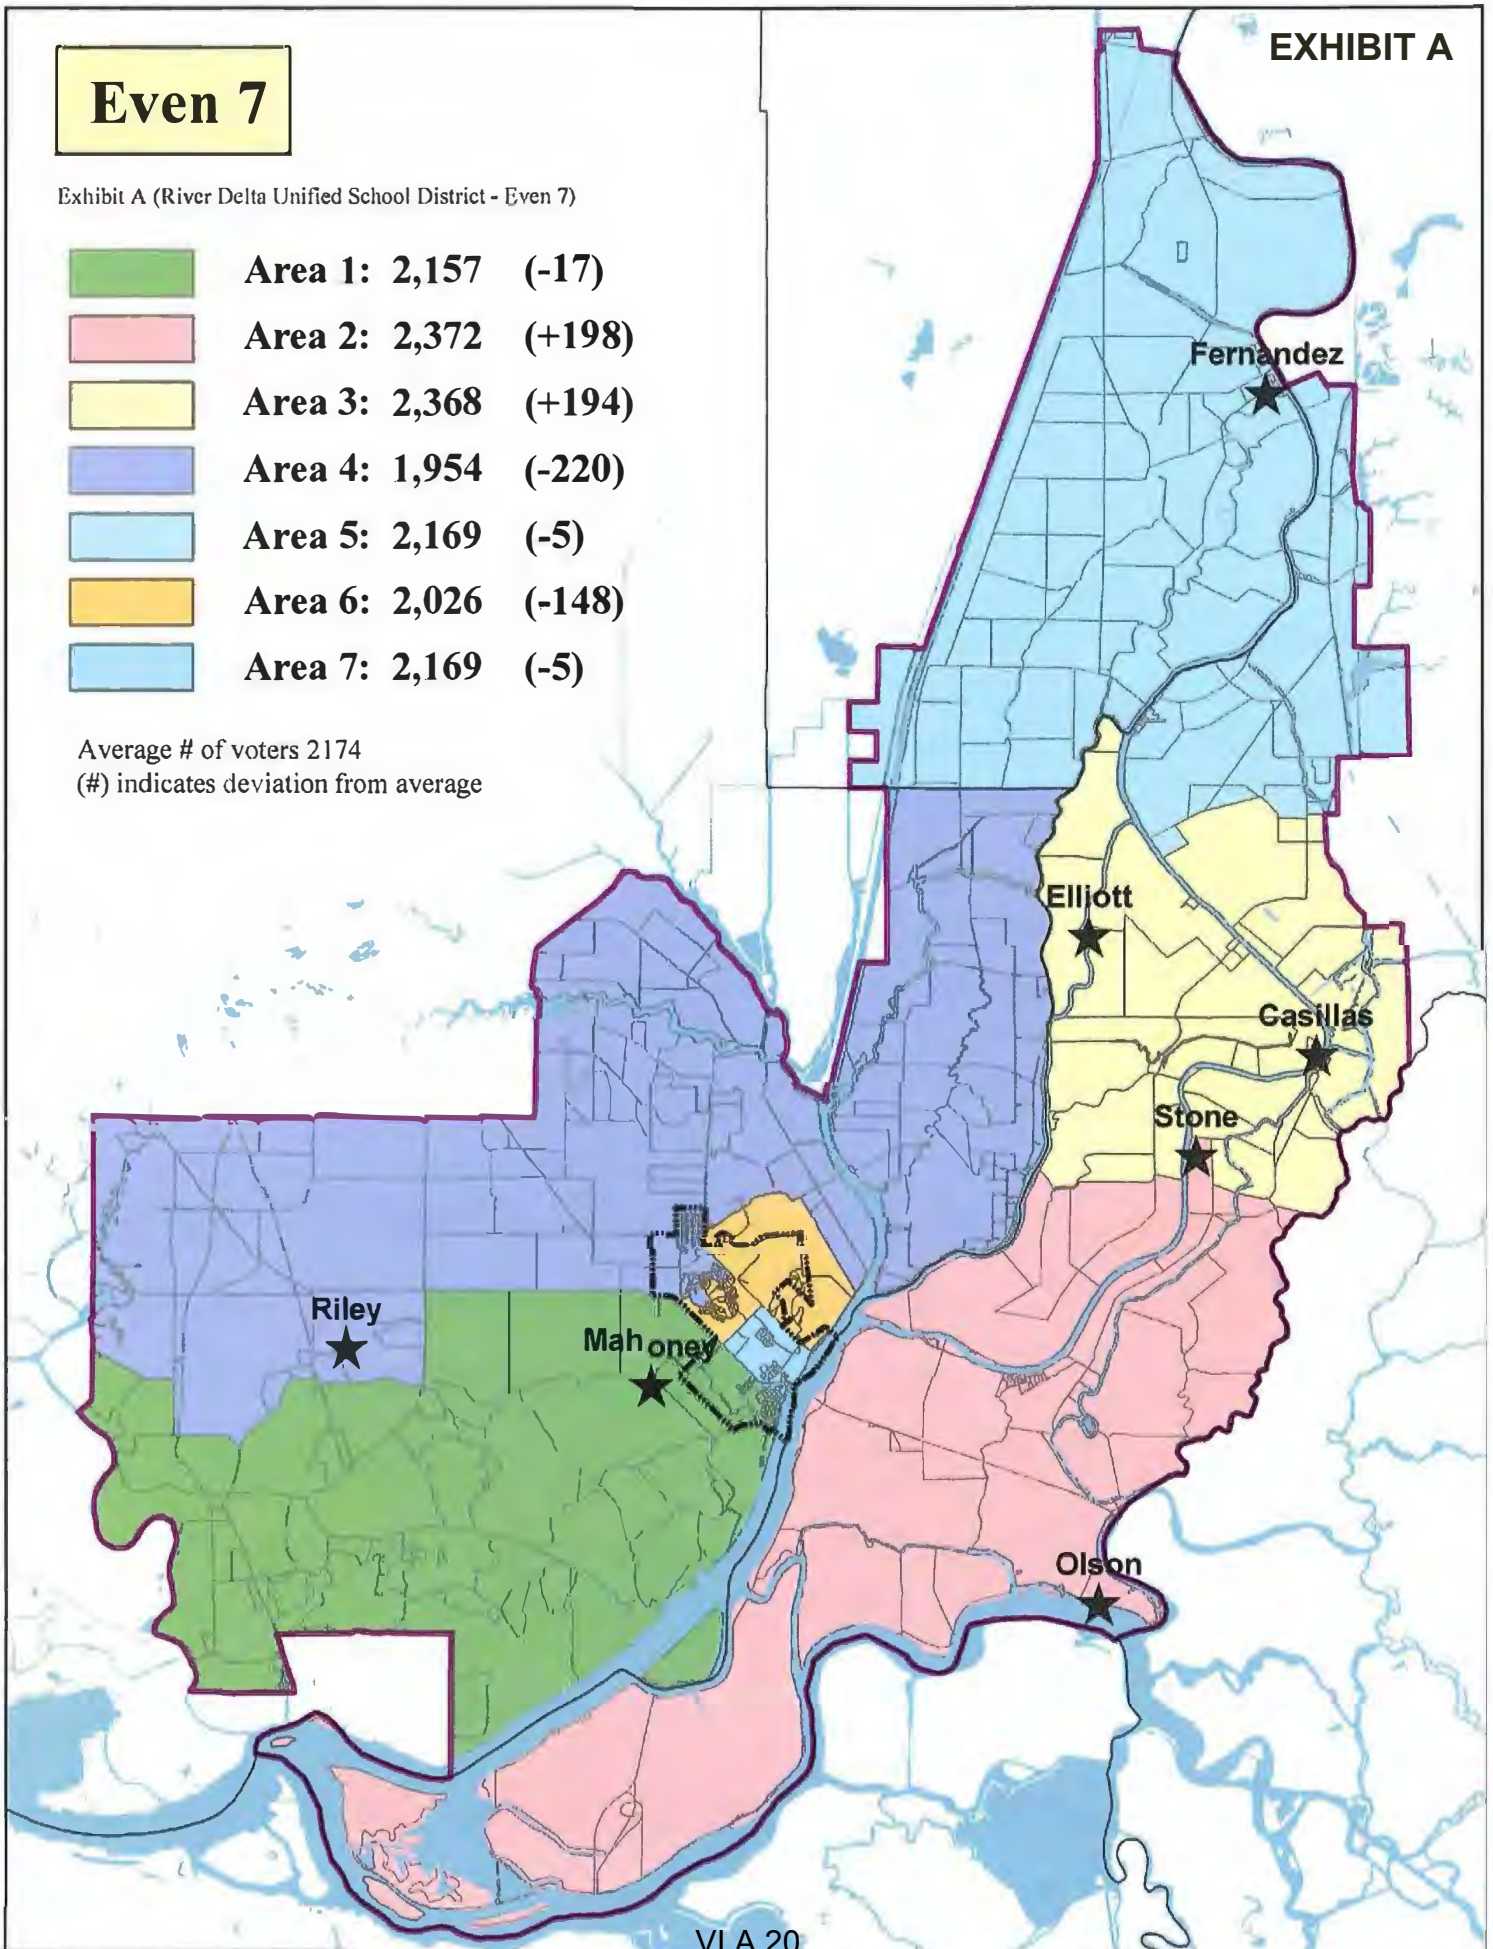 EXHIBIT A
Even 7
Exhibit A (River Delta Unified School District - Even 7)
Area 1: 2,157 (-17)
Area 2: 2,372 (+198)
Area 3: 2,368 (+194)
Area 4: 1,954 (-220)
Area 5: 2,169 (-5)
Area 6: 2,026 (-148)
Area 7: 2,169 (-5)
Average # of voters 2174
(#) indicates deviation from average
Fernandez
Elliott
Casillas
Stone
Riley
Mahoney
Olson
VLA 20